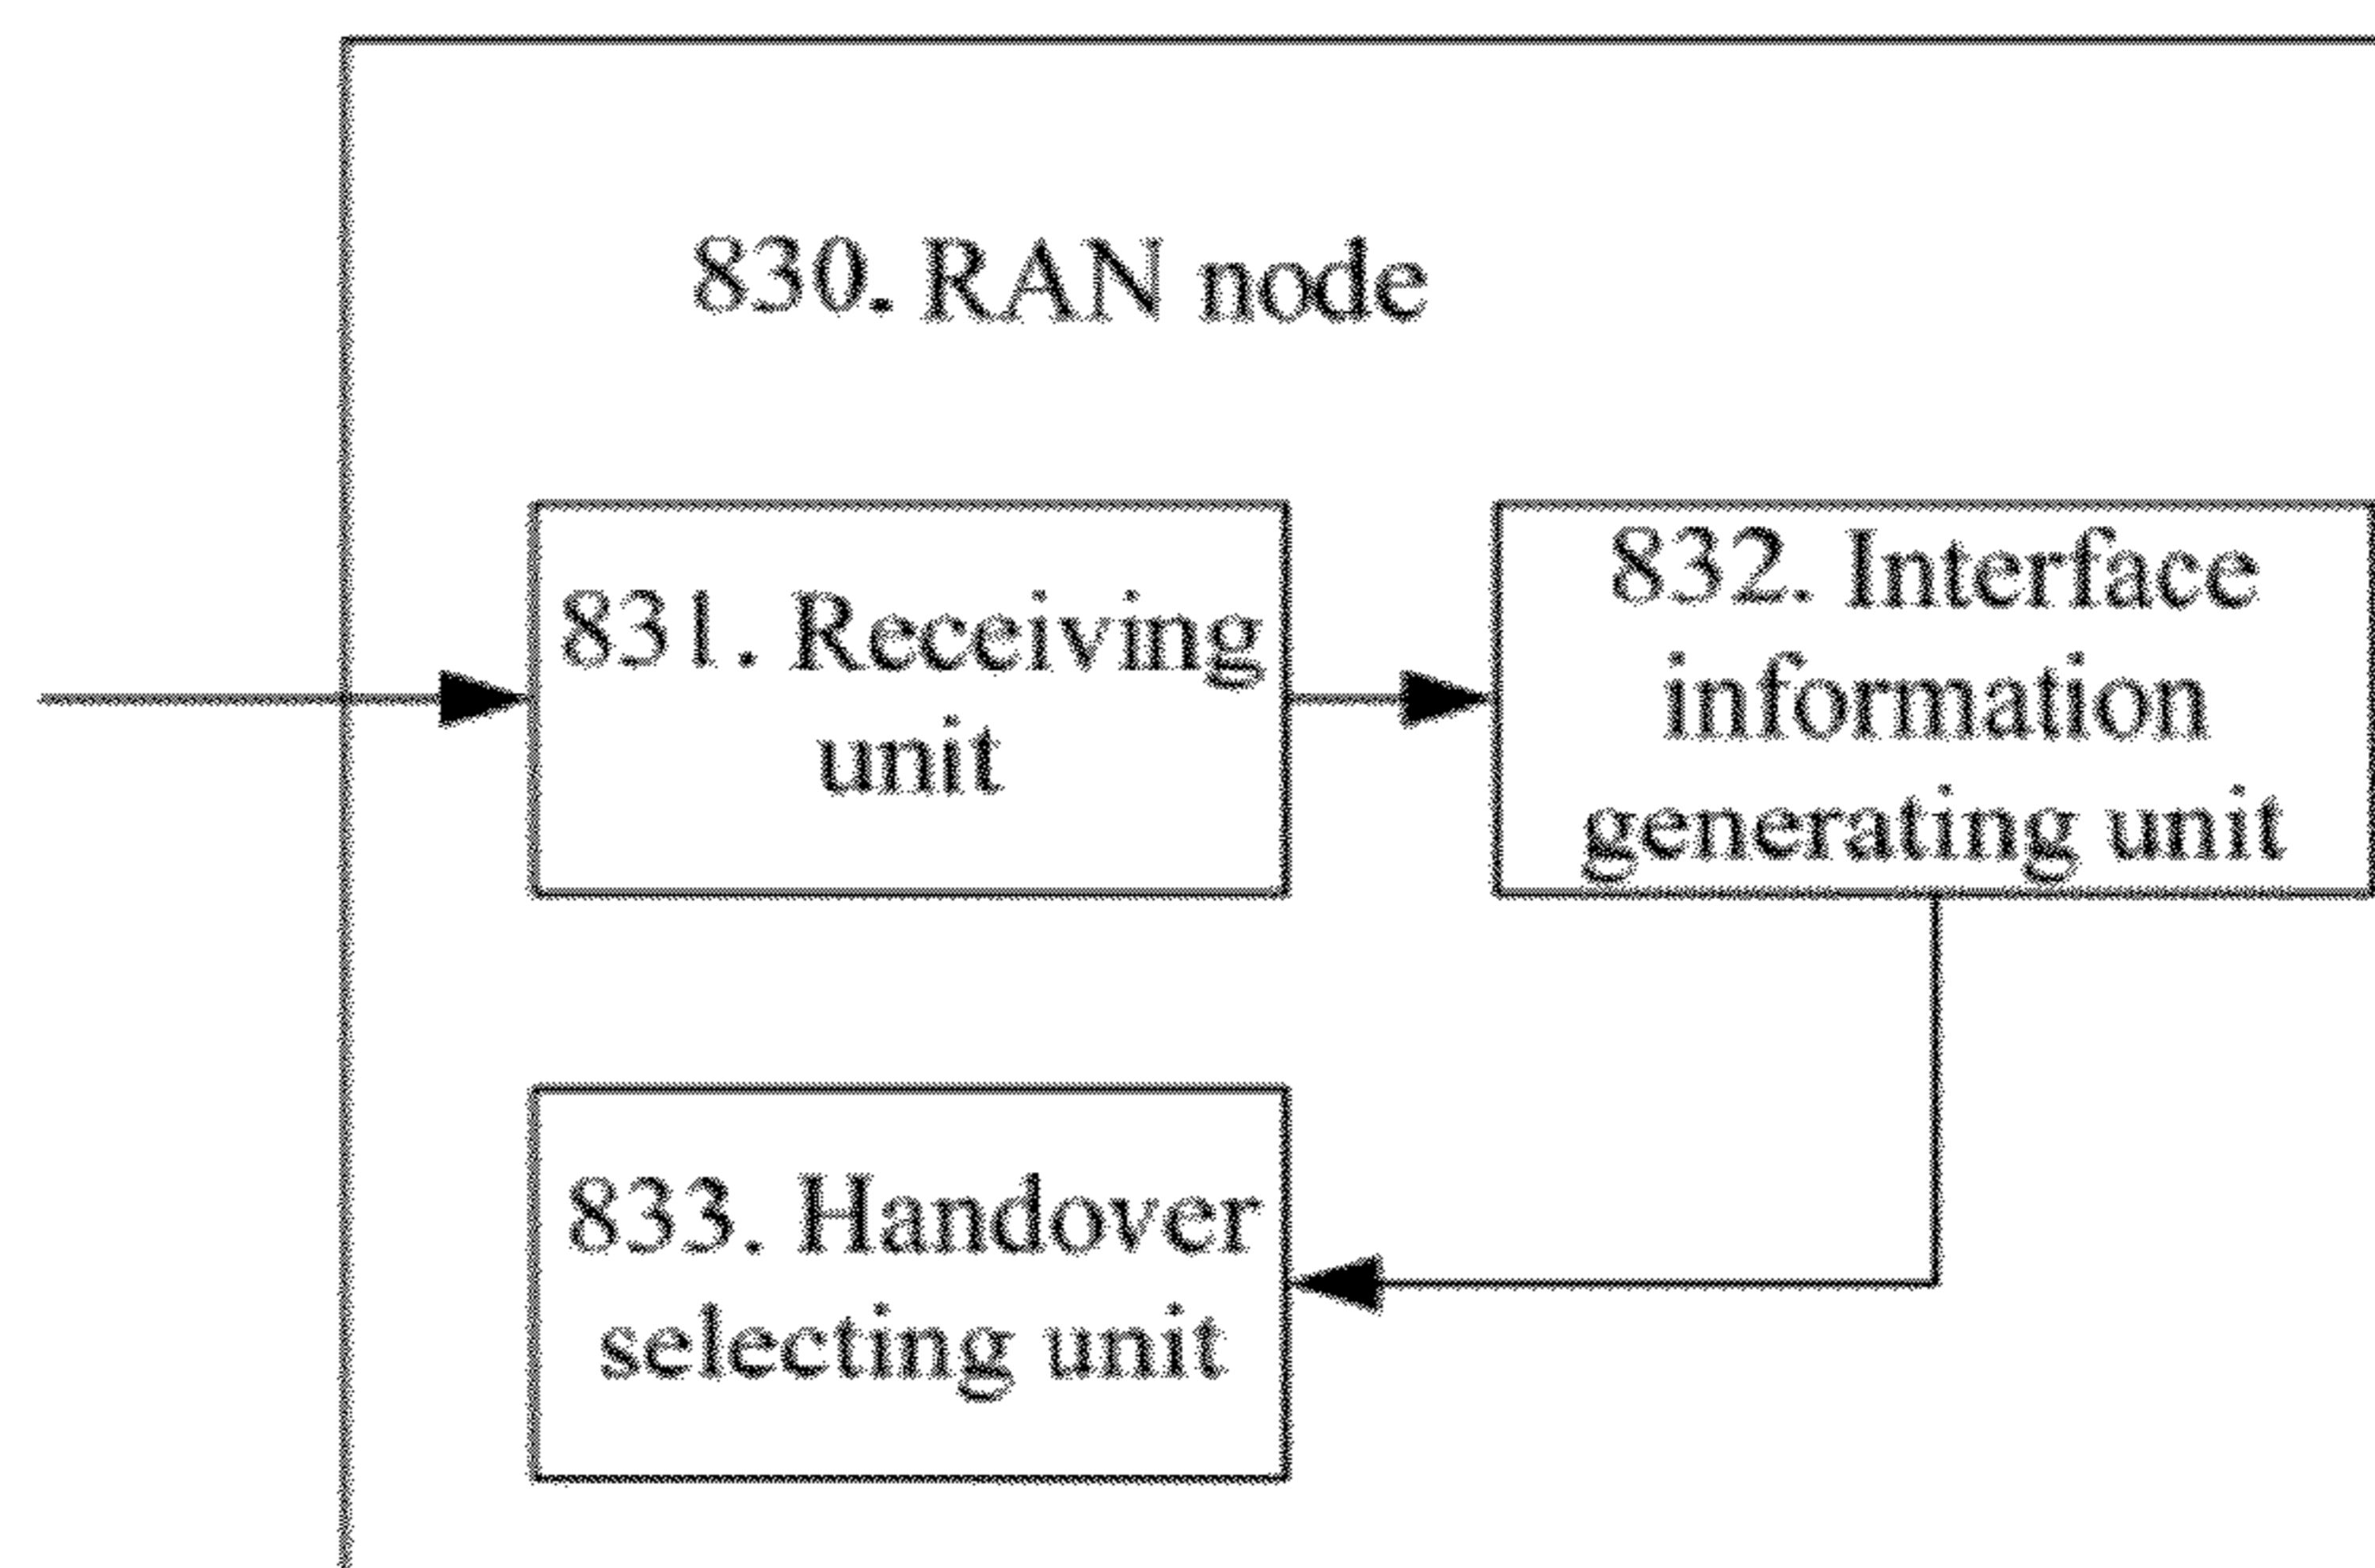 830. RAN node
831. Receiving
unit
832. Interface
information
generating unit
833. Handover
selecting unit